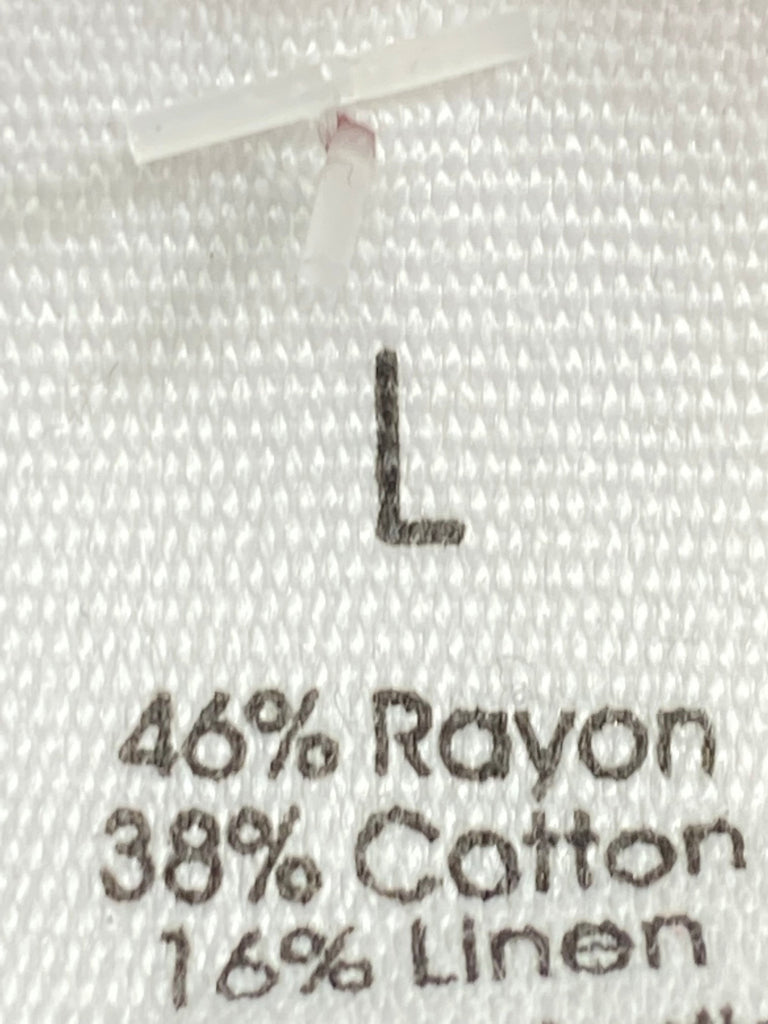 L
46% Rayon
38% Cotton
16% Linen